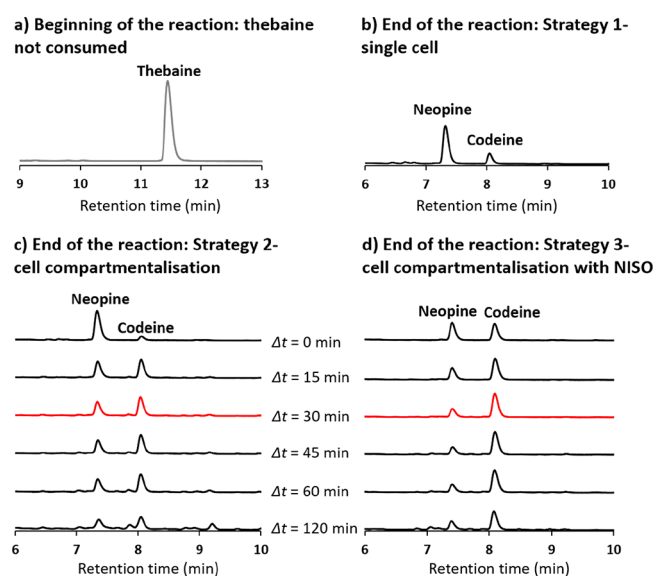 a) Beginning of the reaction: thebaine
not consumed
Thebaine
9 10 11 12 13
Retention time (min)
b) End of the reaction: Strategy 1-
single cell
Neopine
Codeine
6 7 8 9 10
Retention time (min)
c) End of the reaction: Strategy 2-
cell compartmentalisation
Neopine
Codeine
Δt = 0 min
Δt = 15 min
Δt = 30 min
Δt = 45 min
Δt = 60 min
Δt = 120 min
6 7 8 9 10
Retention time (min)
d) End of the reaction: Strategy 3-
cell compartmentalisation with NISO
Neopine Codeine
6 7 8 9 10
Retention time (min)